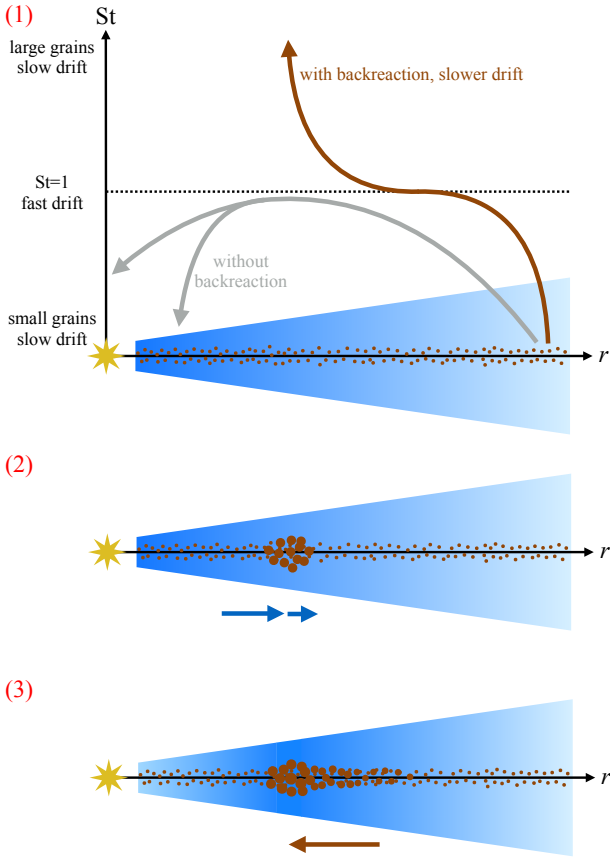 (1)
St
large grains
slow drift
with backreaction, slower drift
St=1
fast drift
without
backreaction
small grains
slow drift
r
(2)
r
(3)
r